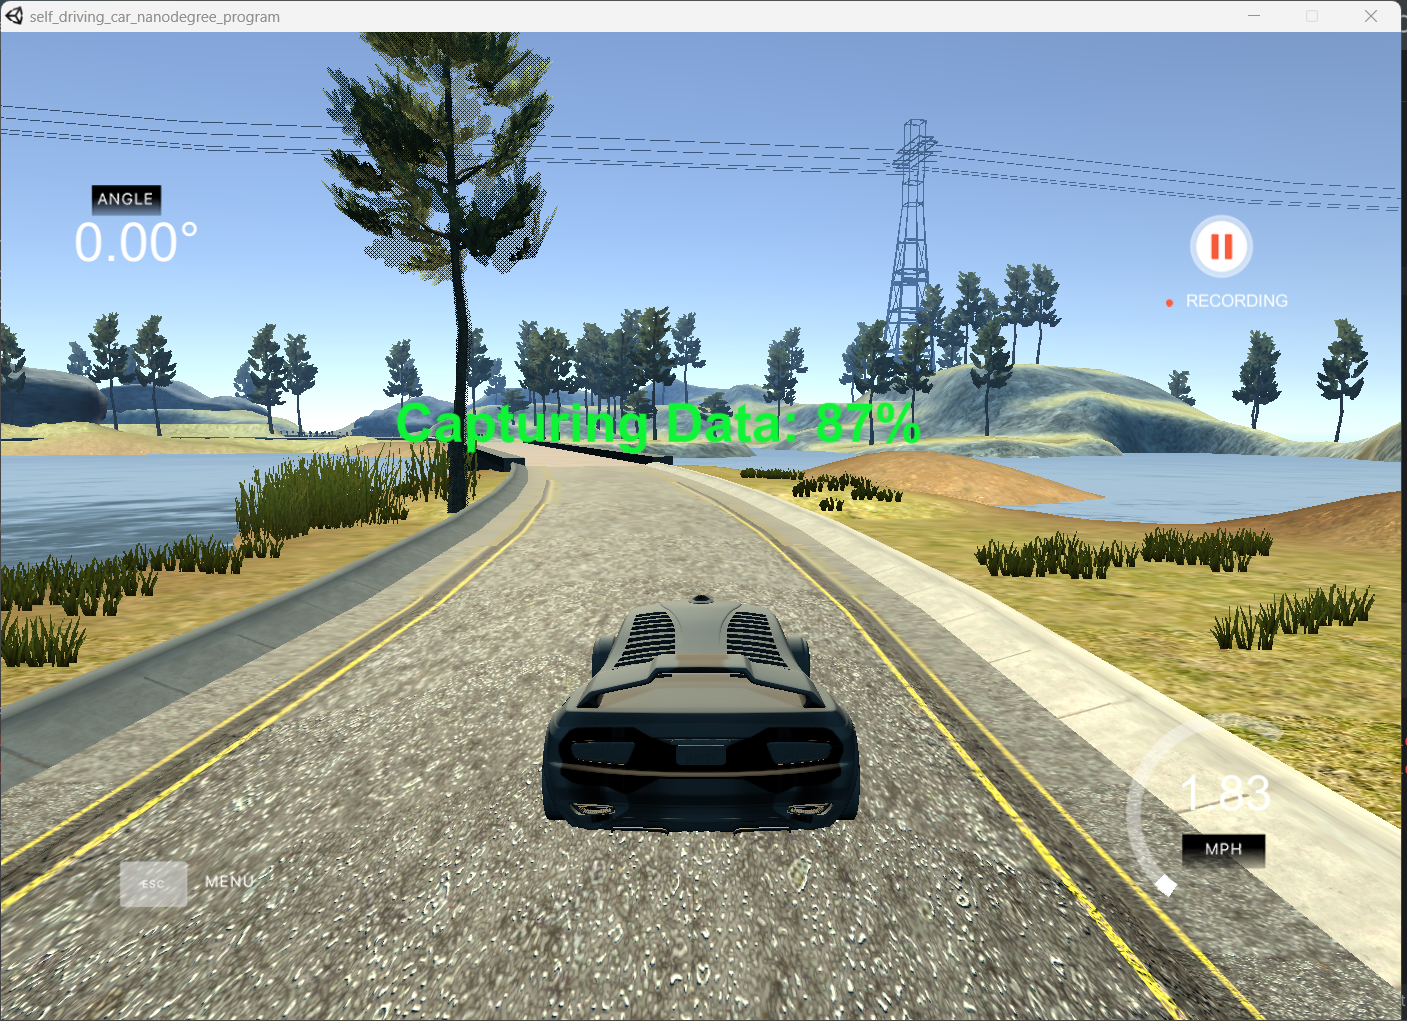 self_driving_car_nanodegree_program
ANGLE
0.00°
RECORDING
Capturing Data: 87%
1.83
MPH
ESC
MENU